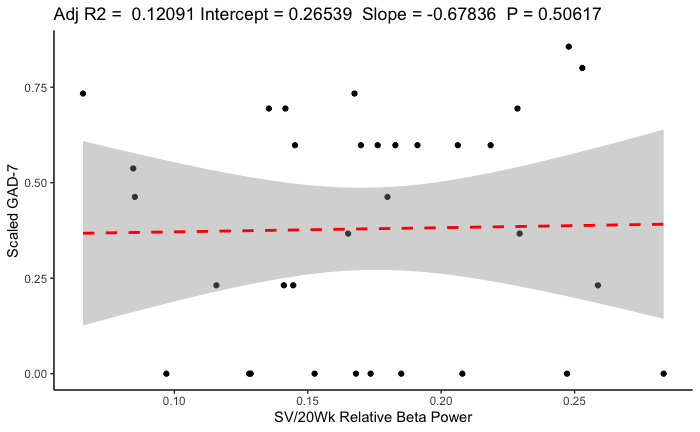 Adj R2 =  0.12091 Intercept = 0.26539  Slope = -0.67836  P = 0.50617
Scaled GAD-7
0.75
0.50
0.25
0.00
0.10 0.15 0.20 0.25
SV/20Wk Relative Beta Power